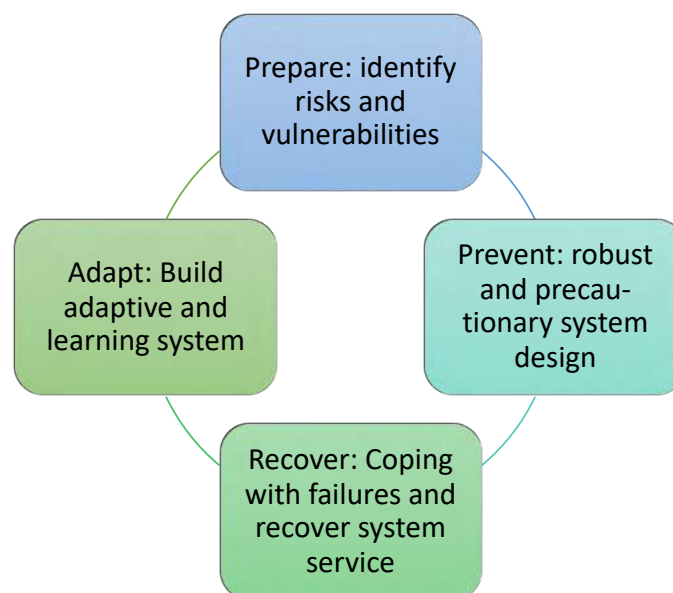 Prepare: identify
risks and
vulnerabilities
Prevent: robust
and precau-
tionary system
design
Recover: Coping
with failures and
recover system
service
Adapt: Build
adaptive and
learning system